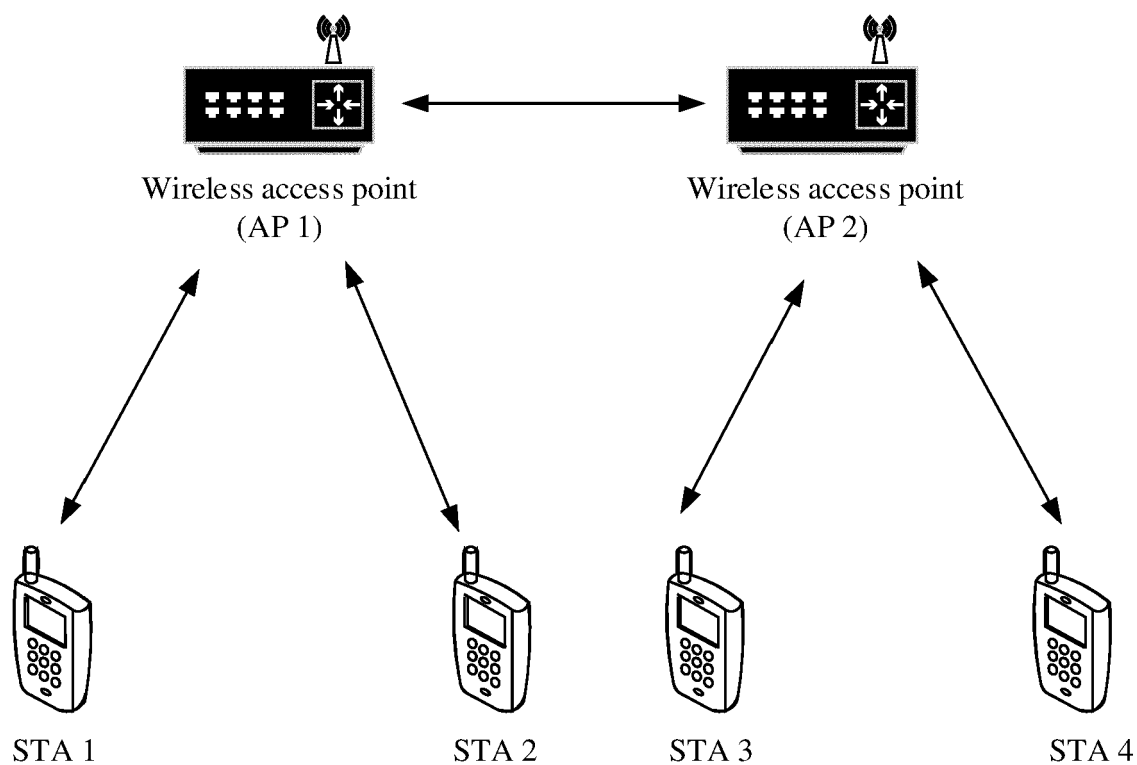 Wireless access point
(AP 1)
Wireless access point
(AP 2)
STA 1
STA 2
STA 3
STA 4